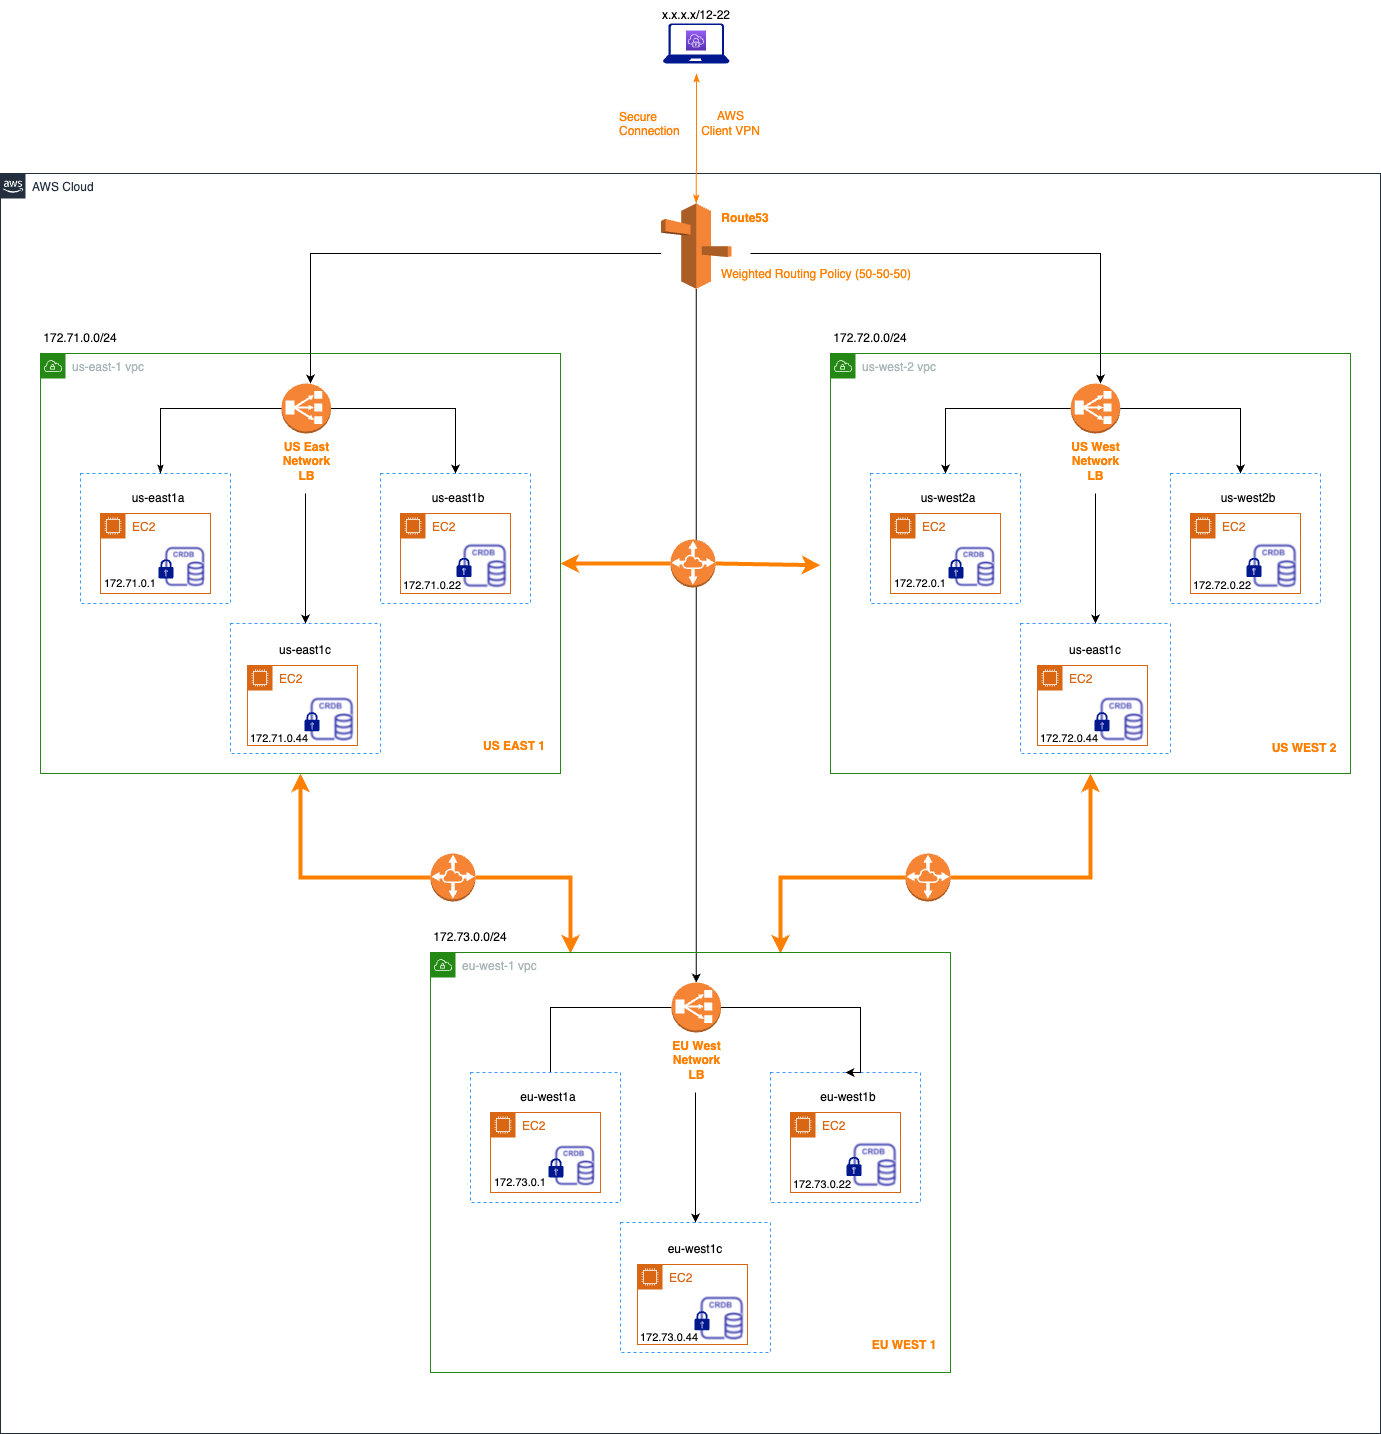 x.x.x.x/12-22
Secure
Connection
AWS
Client VPN
aws
AWS Cloud
Route53
Weighted Routing Policy (50-50-50)
172.71.0.0/24
us-east-1 vpc
US East
Network
LB
us-east1a
EC2
CRDB
172.71.0.1
us-east1b
EC2
CRDB
172.71.0.22
us-east1c
EC2
CRDB
172.71.0.44
US EAST 1
172.72.0.0/24
us-west-2 vpc
US West
Network
LB
us-west2a
EC2
CRDB
172.72.0.1
us-west2b
EC2
CRDB
172.72.0.22
us-east1c
EC2
CRDB
172.72.0.44
US WEST 2
172.73.0.0/24
eu-west-1 vpc
EU West
Network
LB
eu-west1a
EC2
CRDB
172.73.0.1
eu-west1b
EC2
CRDB
172.73.0.22
eu-west1c
EC2
CRDB
172.73.0.44
EU WEST 1